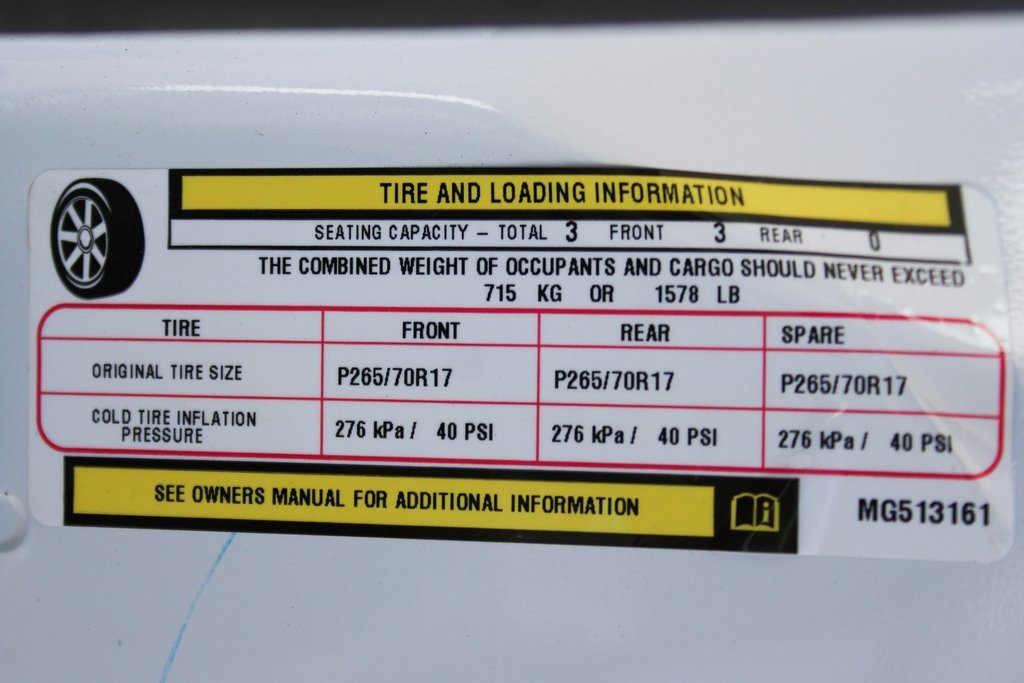 TIRE AND LOADING INFORMATION
SEATING CAPACITY – TOTAL 3 FRONT 3 REAR 0
THE COMBINED WEIGHT OF OCCUPANTS AND CARGO SHOULD NEVER EXCEED
715 KG OR 1578 LB
TIRE FRONT REAR SPARE
ORIGINAL TIRE SIZE P265/70R17 P265/70R17 P265/70R17
COLD TIRE INFLATION
PRESSURE 276 kPa / 40 PSI 276 kPa / 40 PSI 276 kPa / 40 PSI
SEE OWNERS MANUAL FOR ADDITIONAL INFORMATION
MG513161